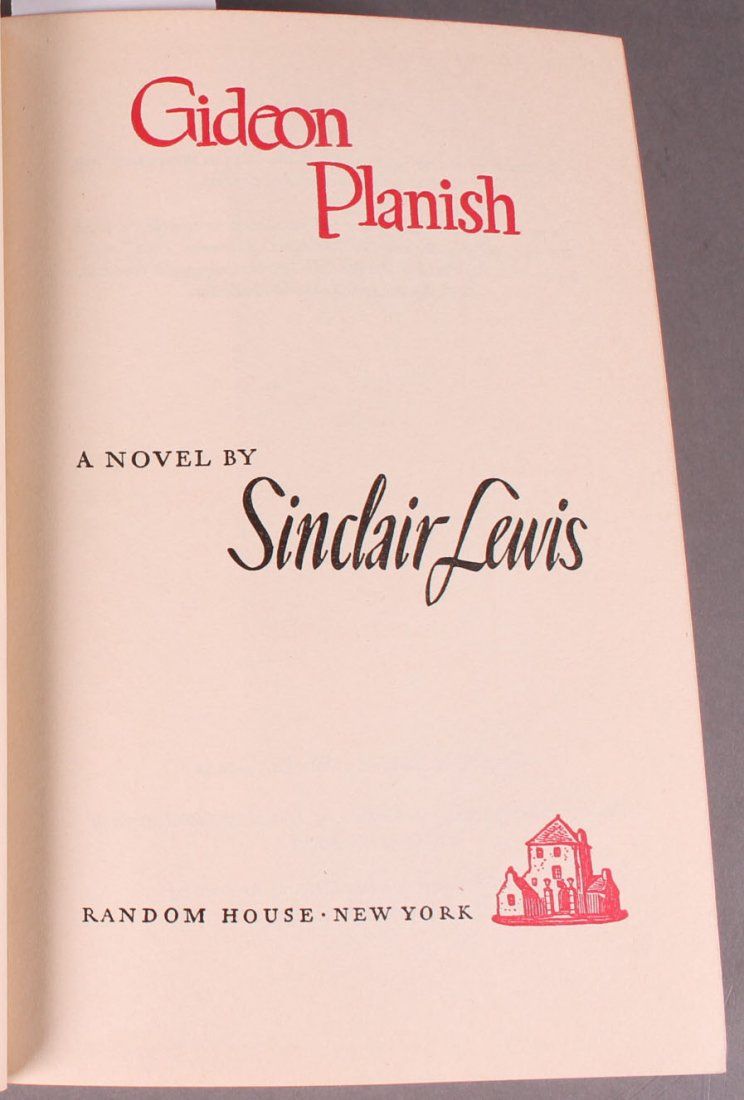 Gideon
Planish
A NOVEL BY
Sinclair Lewis
RANDOM HOUSE · NEW YORK